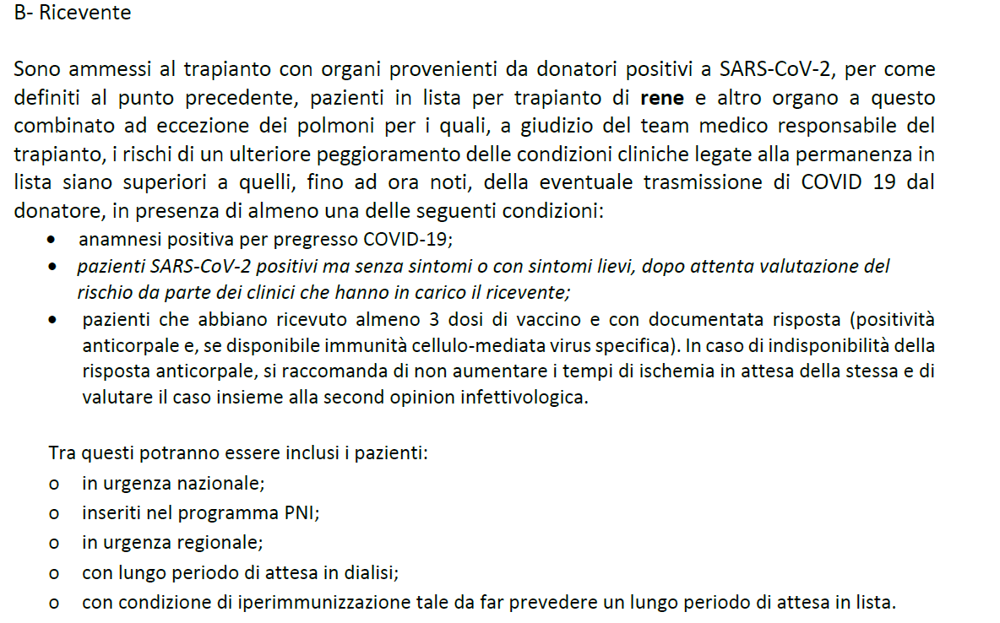 B- Ricevente
Sono ammessi al trapianto con organi provenienti da donatori positivi a SARS-CoV-2, per come
definiti al punto precedente, pazienti in lista per trapianto di rene e altro organo a questo
combinato ad eccezione dei polmoni per i quali, a giudizio del team medico responsabile del
trapianto, i rischi di un ulteriore peggioramento delle condizioni cliniche legate alla permanenza in
lista siano superiori a quelli, fino ad ora noti, della eventuale trasmissione di COVID 19 dal
donatore, in presenza di almeno una delle seguenti condizioni:
• anamnesi positiva per pregresso COVID-19;
• pazienti SARS-CoV-2 positivi ma senza sintomi o con sintomi lievi, dopo attenta valutazione del
rischio da parte dei clinici che hanno in carico il ricevente;
• pazienti che abbiano ricevuto almeno 3 dosi di vaccino e con documentata risposta (positività
anticorpale e, se disponibile immunità cellulo-mediata virus specifica). In caso di indisponibilità della
risposta anticorpale, si raccomanda di non aumentare i tempi di ischemia in attesa della stessa e di
valutare il caso insieme alla second opinion infettivologica.
Tra questi potranno essere inclusi i pazienti:
o in urgenza nazionale;
o inseriti nel programma PNI;
o in urgenza regionale;
o con lungo periodo di attesa in dialisi;
o con condizione di iperimmunizzazione tale da far prevedere un lungo periodo di attesa in lista.